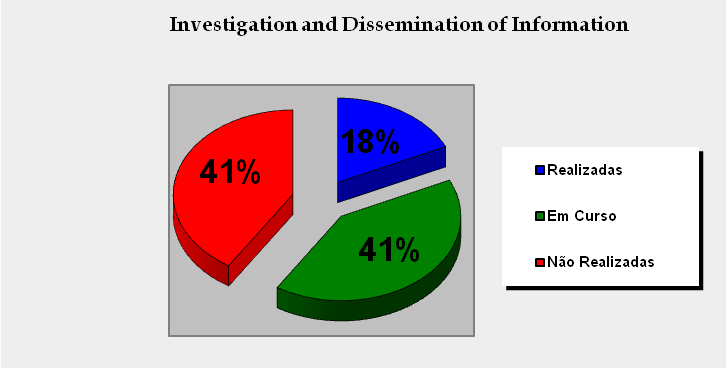 Investigation and Dissemination of Information
18%
41%
41%
Realizadas
Em Curso
Não Realizadas